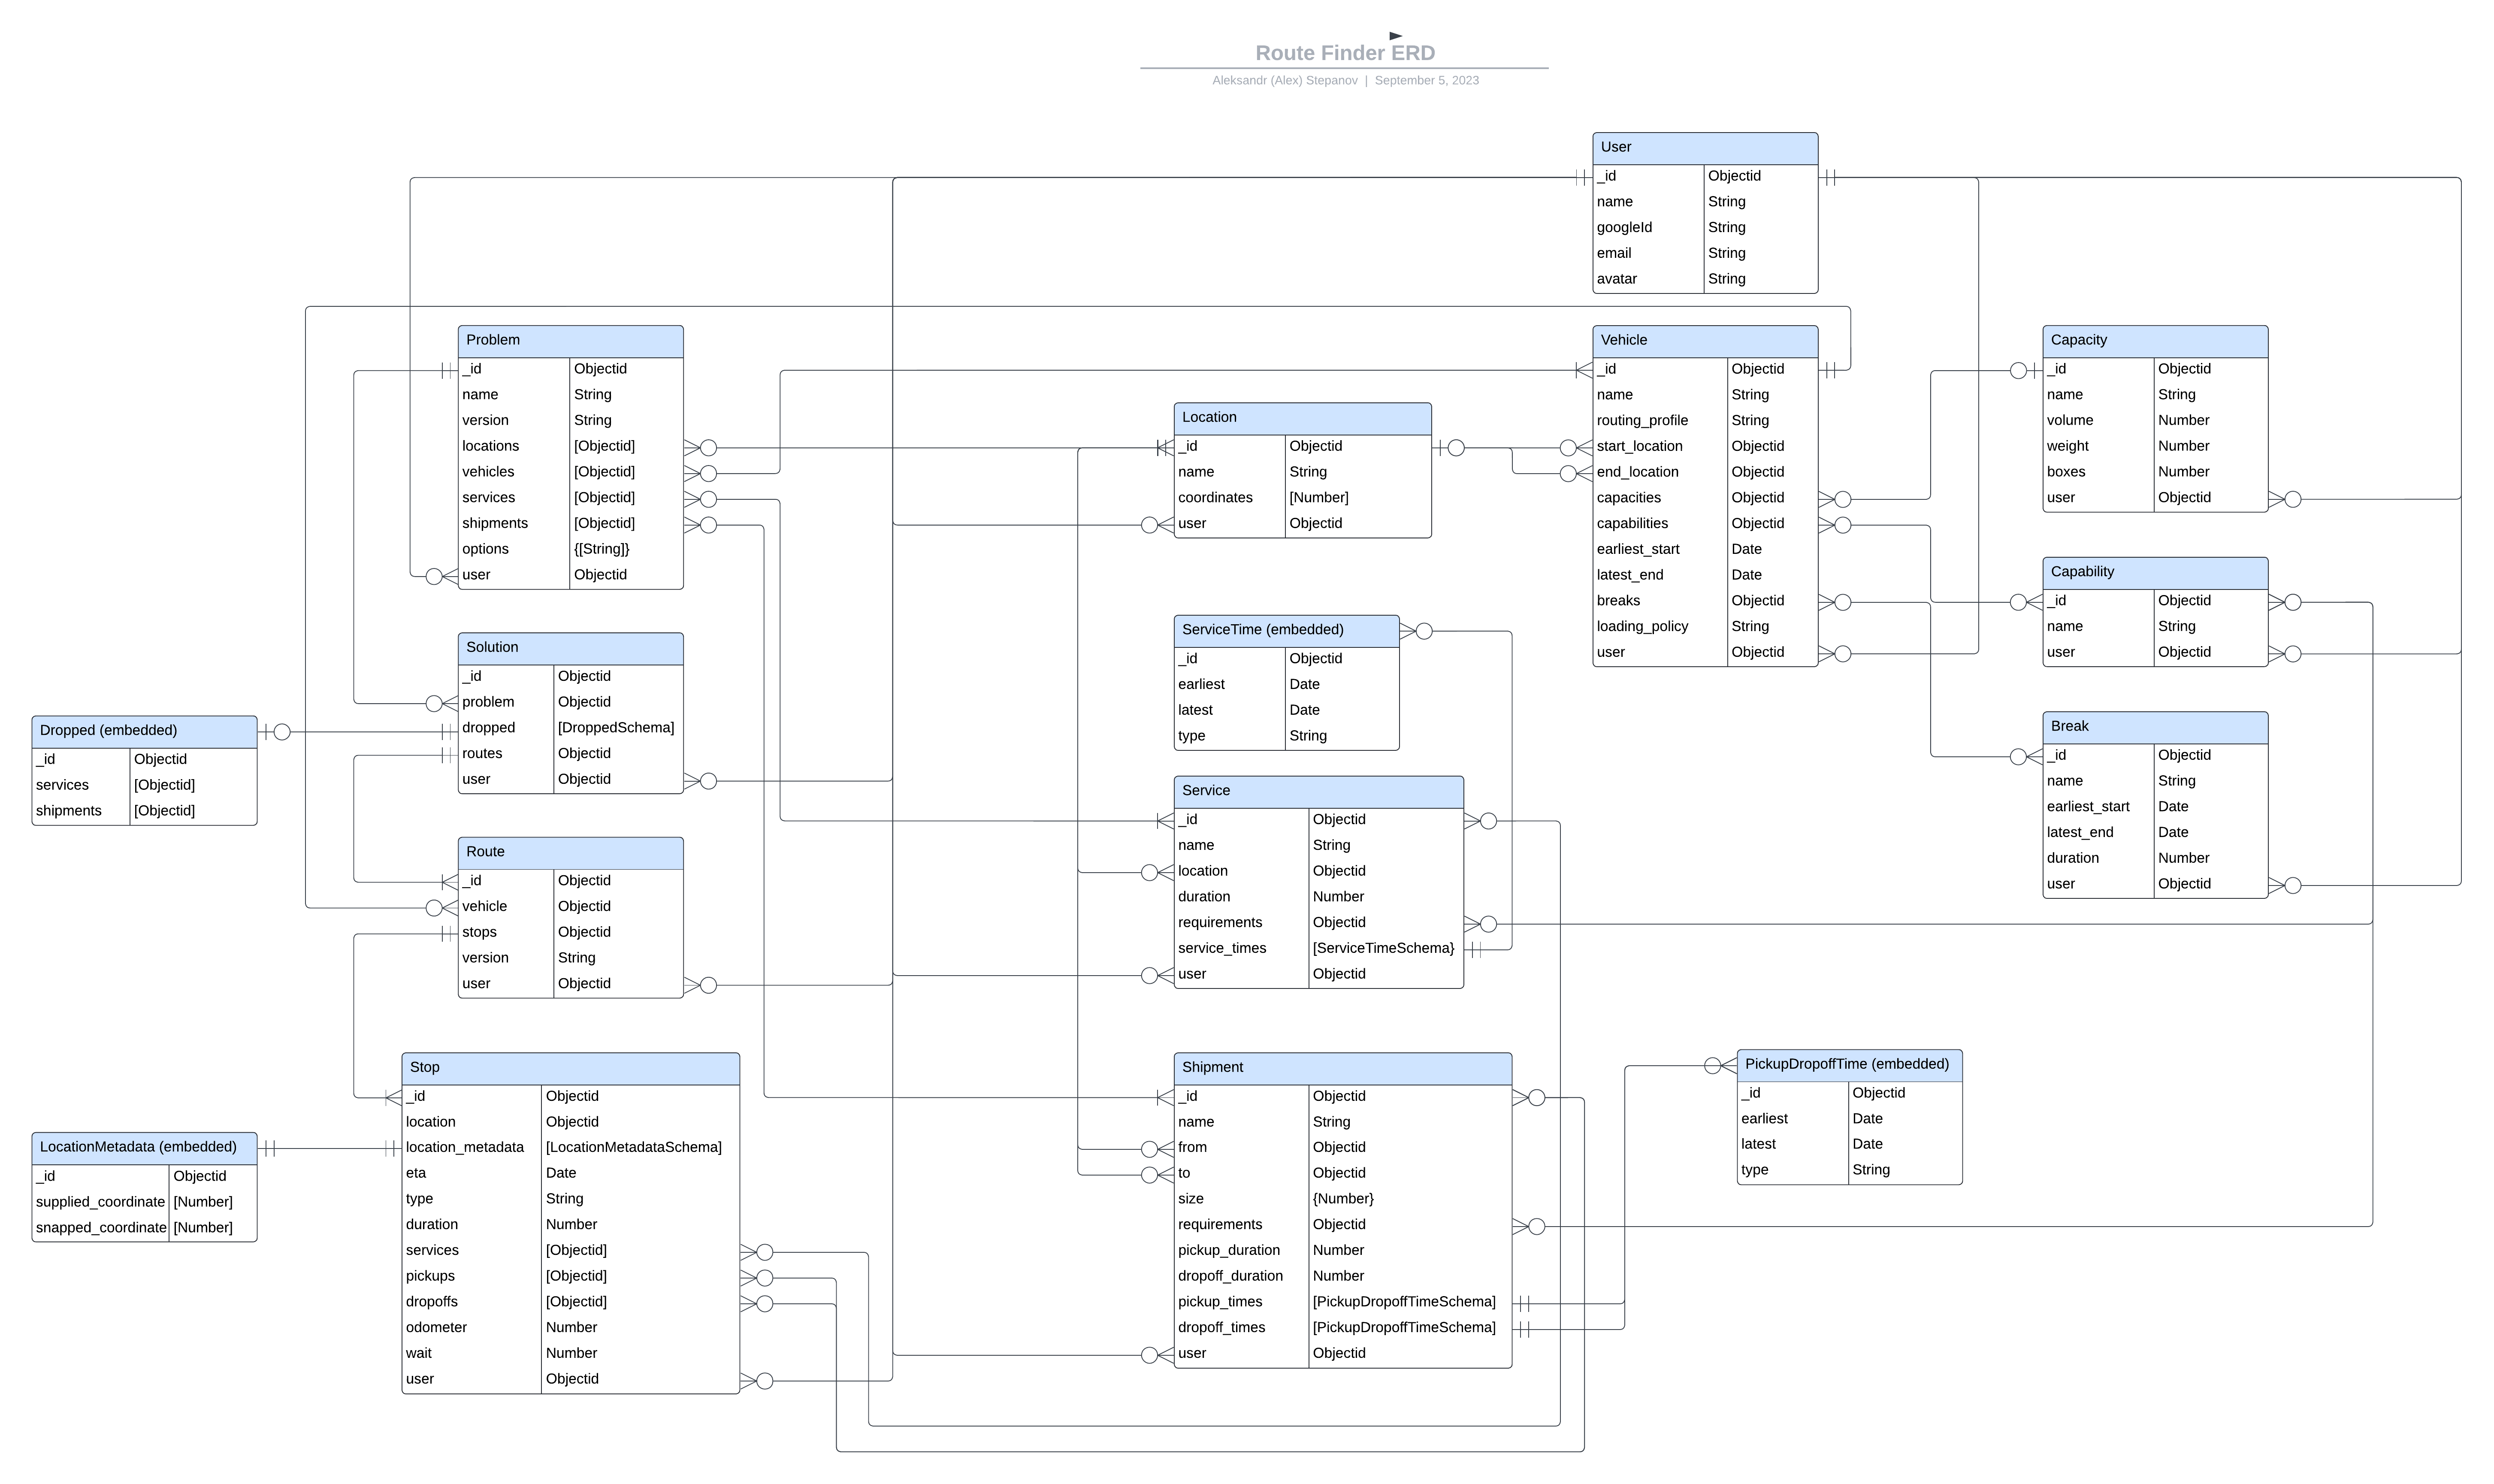 Route Finder ERD
Aleksandr (Alex) Stepanov | September 5, 2023
User
_id Objectid
name String
googleId String
email String
avatar String
Problem
_id Objectid
name String
version String
locations [Objectid]
vehicles [Objectid]
services [Objectid]
shipments [Objectid]
options {[String]}
user Objectid
Vehicle
_id Objectid
name String
routing_profile String
start_location Objectid
end_location Objectid
capacities Objectid
capabilities Objectid
earliest_start Date
latest_end Date
breaks Objectid
loading_policy String
user Objectid
Capacity
_id Objectid
name String
volume Number
weight Number
boxes Number
user Objectid
Location
_id Objectid
name String
coordinates [Number]
user Objectid
Capability
_id Objectid
name String
user Objectid
ServiceTime (embedded)
_id Objectid
earliest Date
latest Date
type String
Solution
_id Objectid
problem Objectid
dropped [DroppedSchema]
routes Objectid
user Objectid
Dropped (embedded)
_id Objectid
services [Objectid]
shipments [Objectid]
Break
_id Objectid
name String
earliest_start Date
latest_end Date
duration Number
user Objectid
Service
_id Objectid
name String
location Objectid
duration Number
requirements Objectid
service_times [ServiceTimeSchema}
user Objectid
Route
_id Objectid
vehicle Objectid
stops Objectid
version String
user Objectid
Stop
_id Objectid
location Objectid
location_metadata [LocationMetadataSchema]
eta Date
type String
duration Number
services [Objectid]
pickups [Objectid]
dropoffs [Objectid]
odometer Number
wait Number
user Objectid
Shipment
_id Objectid
name String
from Objectid
to Objectid
size {Number}
requirements Objectid
pickup_duration Number
dropoff_duration Number
pickup_times [PickupDropoffTimeSchema]
dropoff_times [PickupDropoffTimeSchema]
user Objectid
PickupDropoffTime (embedded)
_id Objectid
earliest Date
latest Date
type String
LocationMetadata (embedded)
_id Objectid
supplied_coordinate [Number]
snapped_coordinate [Number]